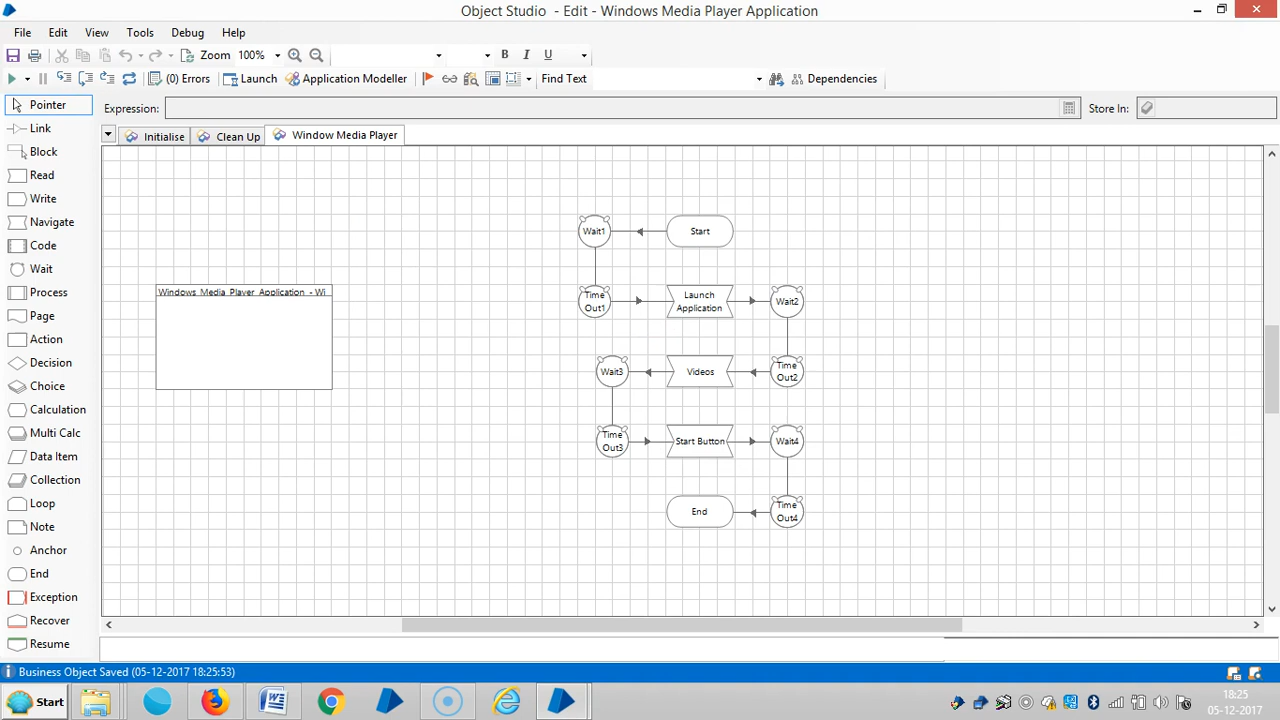 Object Studio - Edit - Windows Media Player Application
File Edit View Tools Debug Help
Zoom 100% B I U
(0) Errors Launch Application Modeller Find Text Dependencies
Expression: Store In:
Pointer
Link
Block
Read
Write
Navigate
Code
Wait
Process
Page
Action
Decision
Choice
Calculation
Multi Calc
Data Item
Collection
Loop
Note
Anchor
End
Exception
Recover
Resume
Initialise Clean Up Window Media Player
Wait1 Start
Windows Media Player Application - Wi
Time
Out1
Launch
Application
Wait2
Wait3 Videos
Time
Out2
Time
Out3
Start Button Wait4
End
Time
Out4
Business Object Saved (05-12-2017 18:25:53)
Start
18:25
05-12-2017